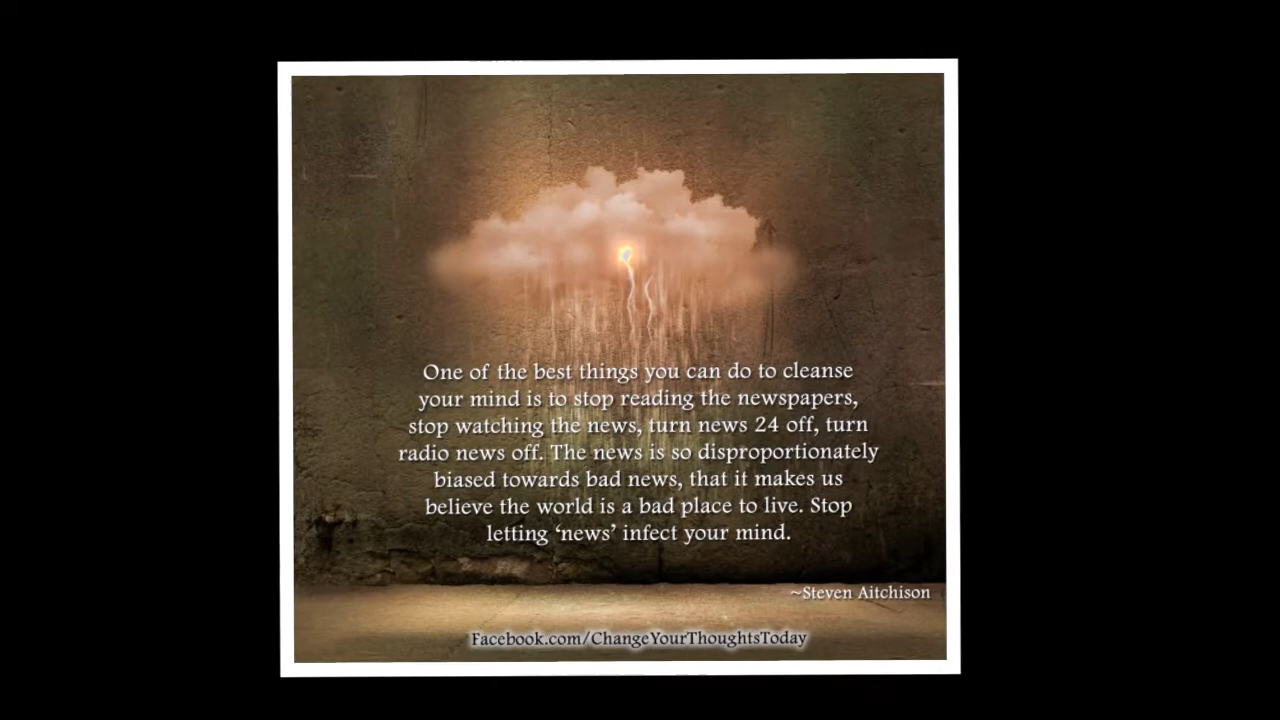 One of the best things you can do to cleanse
your mind is to stop reading the newspapers,
stop watching the news, turn news 24 off, turn
radio news off. The news is so disproportionately
biased towards bad news, that it makes us
believe the world is a bad place to live. Stop
letting ‘news’ infect your mind.
~Steven Aitchison
Facebook.com/ChangeYourThoughtsToday